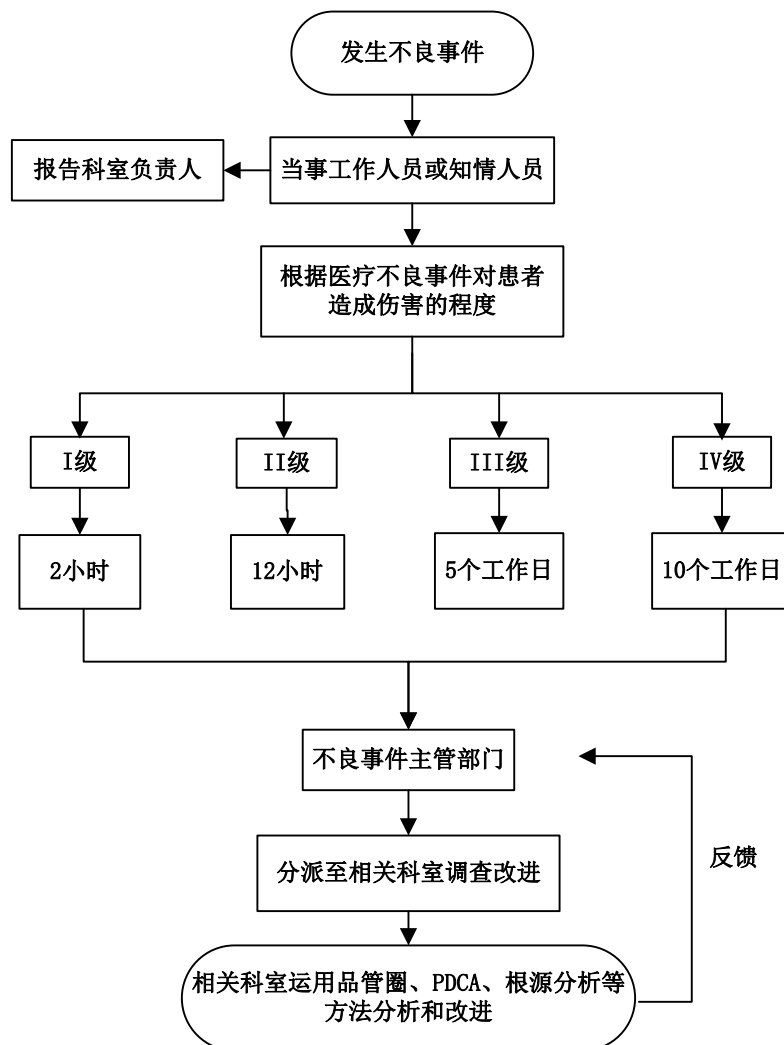 发生不良事件
报告科室负责人
当事工作人员或知情人员
根据医疗不良事件对患者
造成伤害的程度
I级
II级
III级
IV级
2小时
12小时
5个工作日
10个工作日
不良事件主管部门
分派至相关科室调查改进
反馈
相关科室运用品管圈、PDCA、根源分析等
方法分析和改进